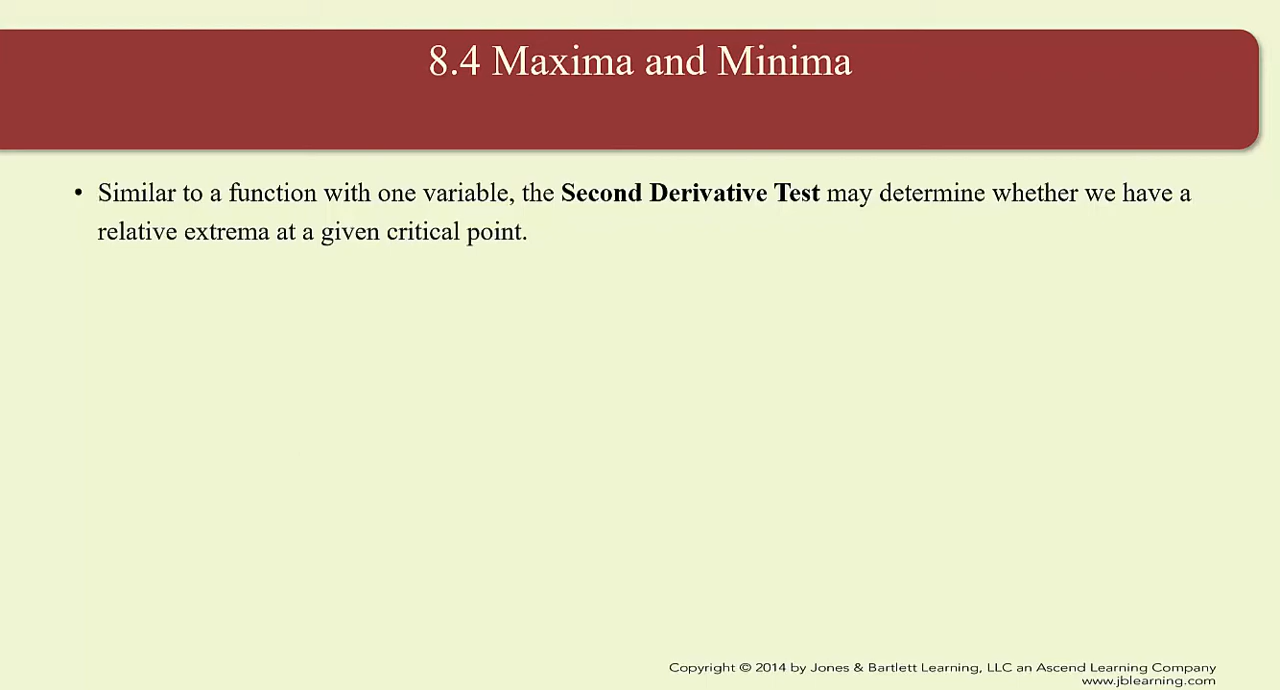 8.4 Maxima and Minima
• Similar to a function with one variable, the Second Derivative Test may determine whether we have a
relative extrema at a given critical point.
Copyright © 2014 by Jones & Bartlett Learning, LLC an Ascend Learning Company
www.jblearning.com